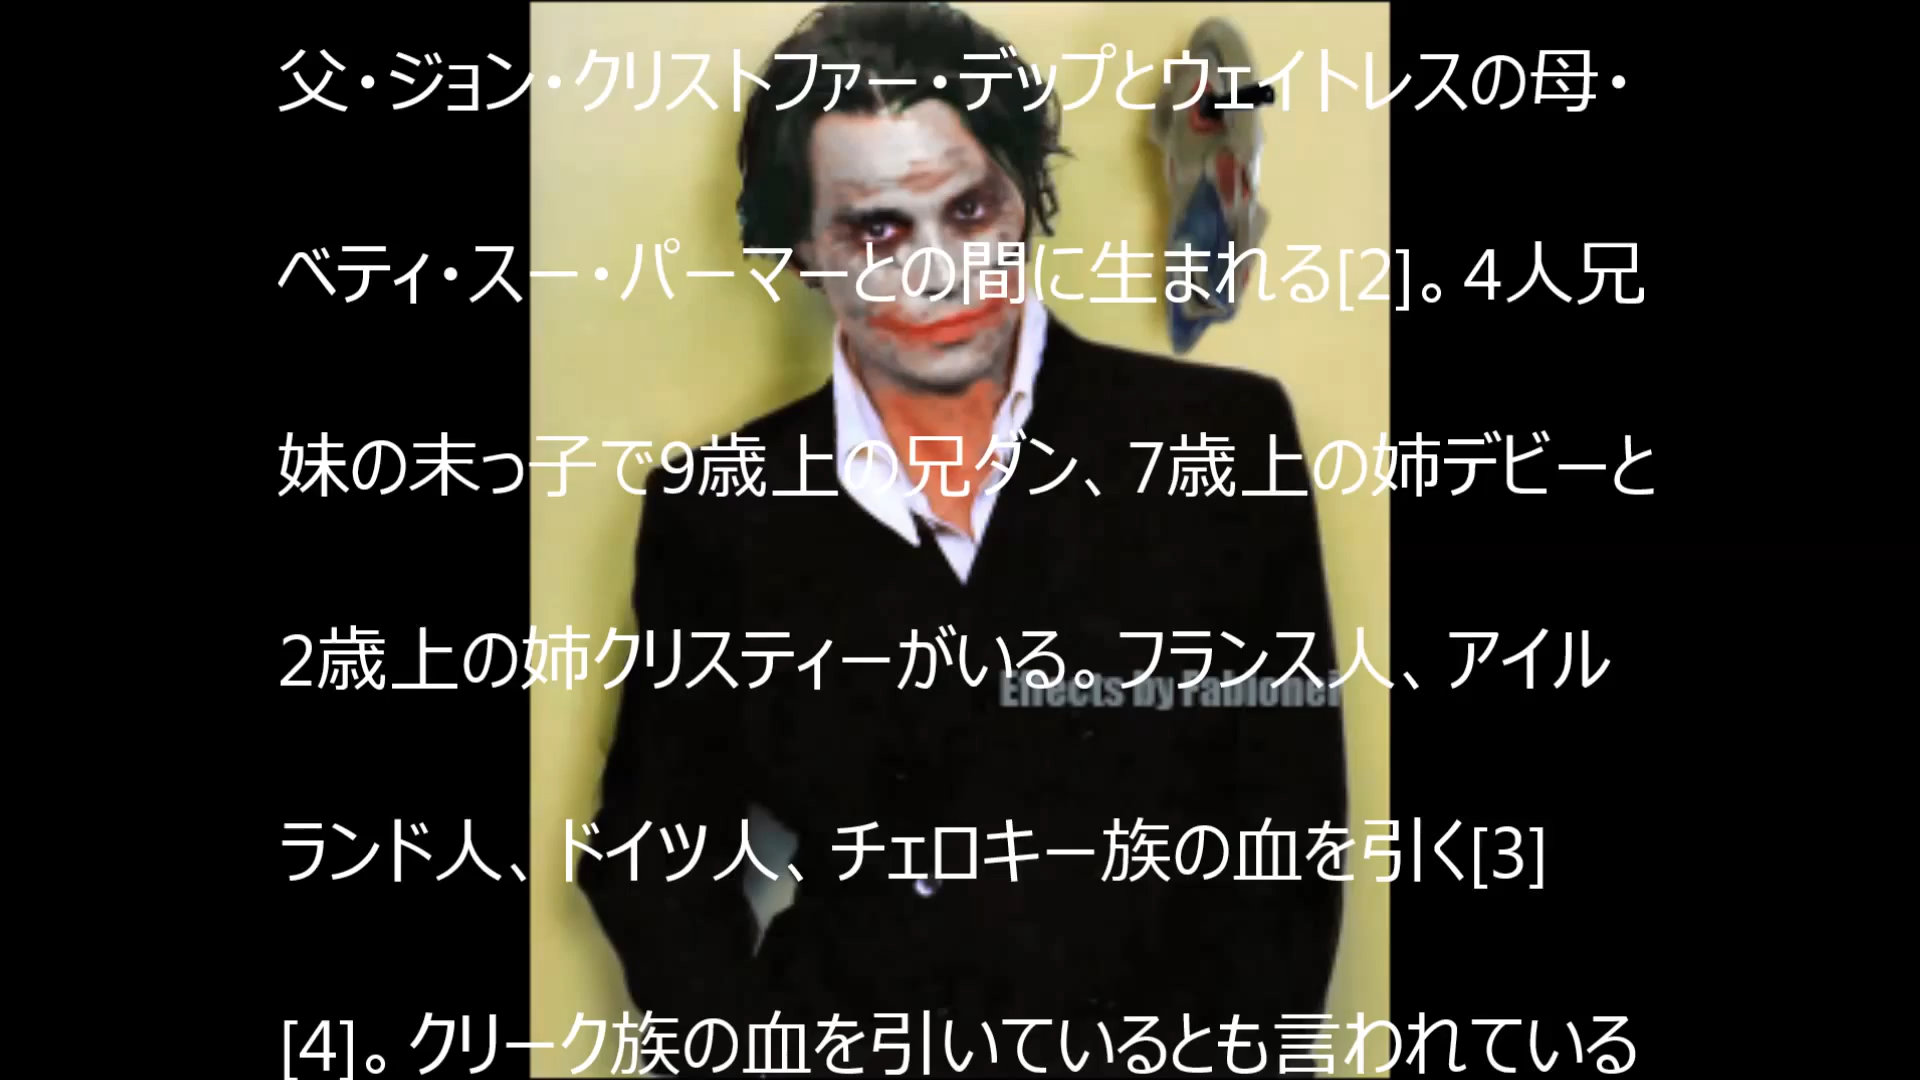 父・ジョン・クリストファー・デップとウェイトレスの母・
ベティ・スー・パーマーとの間に生まれる[2]。4人兄
妹の末っ子で9歳上の兄ダン、7歳上の姉デビーと
2歳上の姉クリスティーがいる。フランス人、アイル
Effects by Fabionei
ランド人、ドイツ人、チェロキー族の血を引く[3]
[4]。クリーク族の血を引いているとも言われている